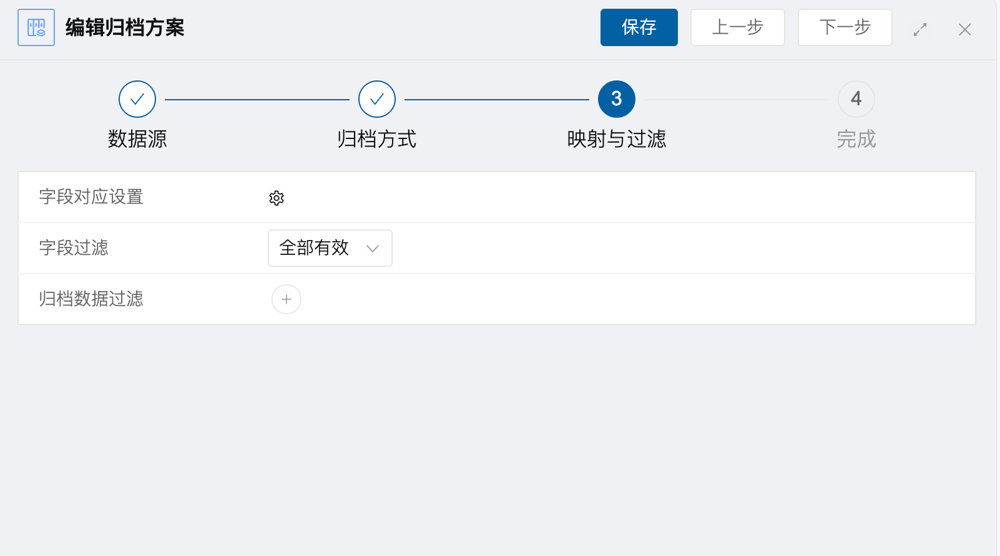 编辑归档方案
保存
上一步
下一步
3
4
数据源
归档方式
映射与过滤
完成
字段对应设置
字段过滤
全部有效
归档数据过滤